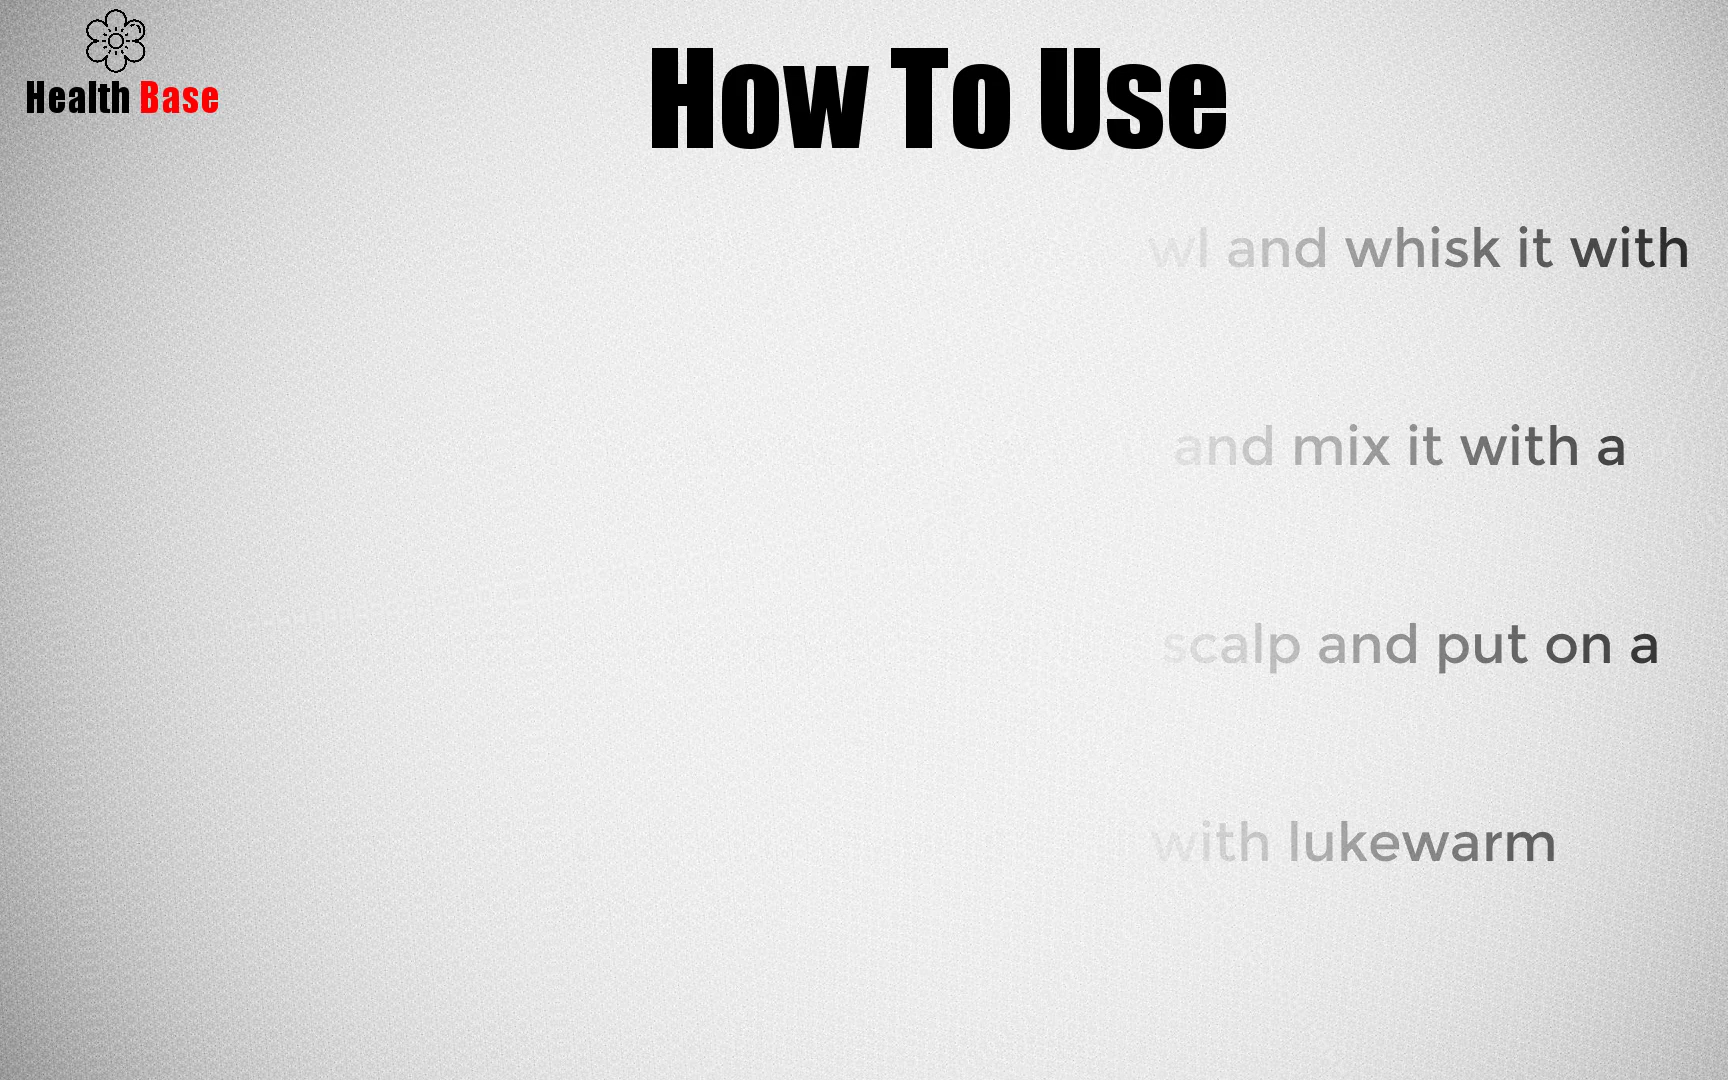 Health Base
How To Use
wl and whisk it with
and mix it with a
scalp and put on a
with lukewarm